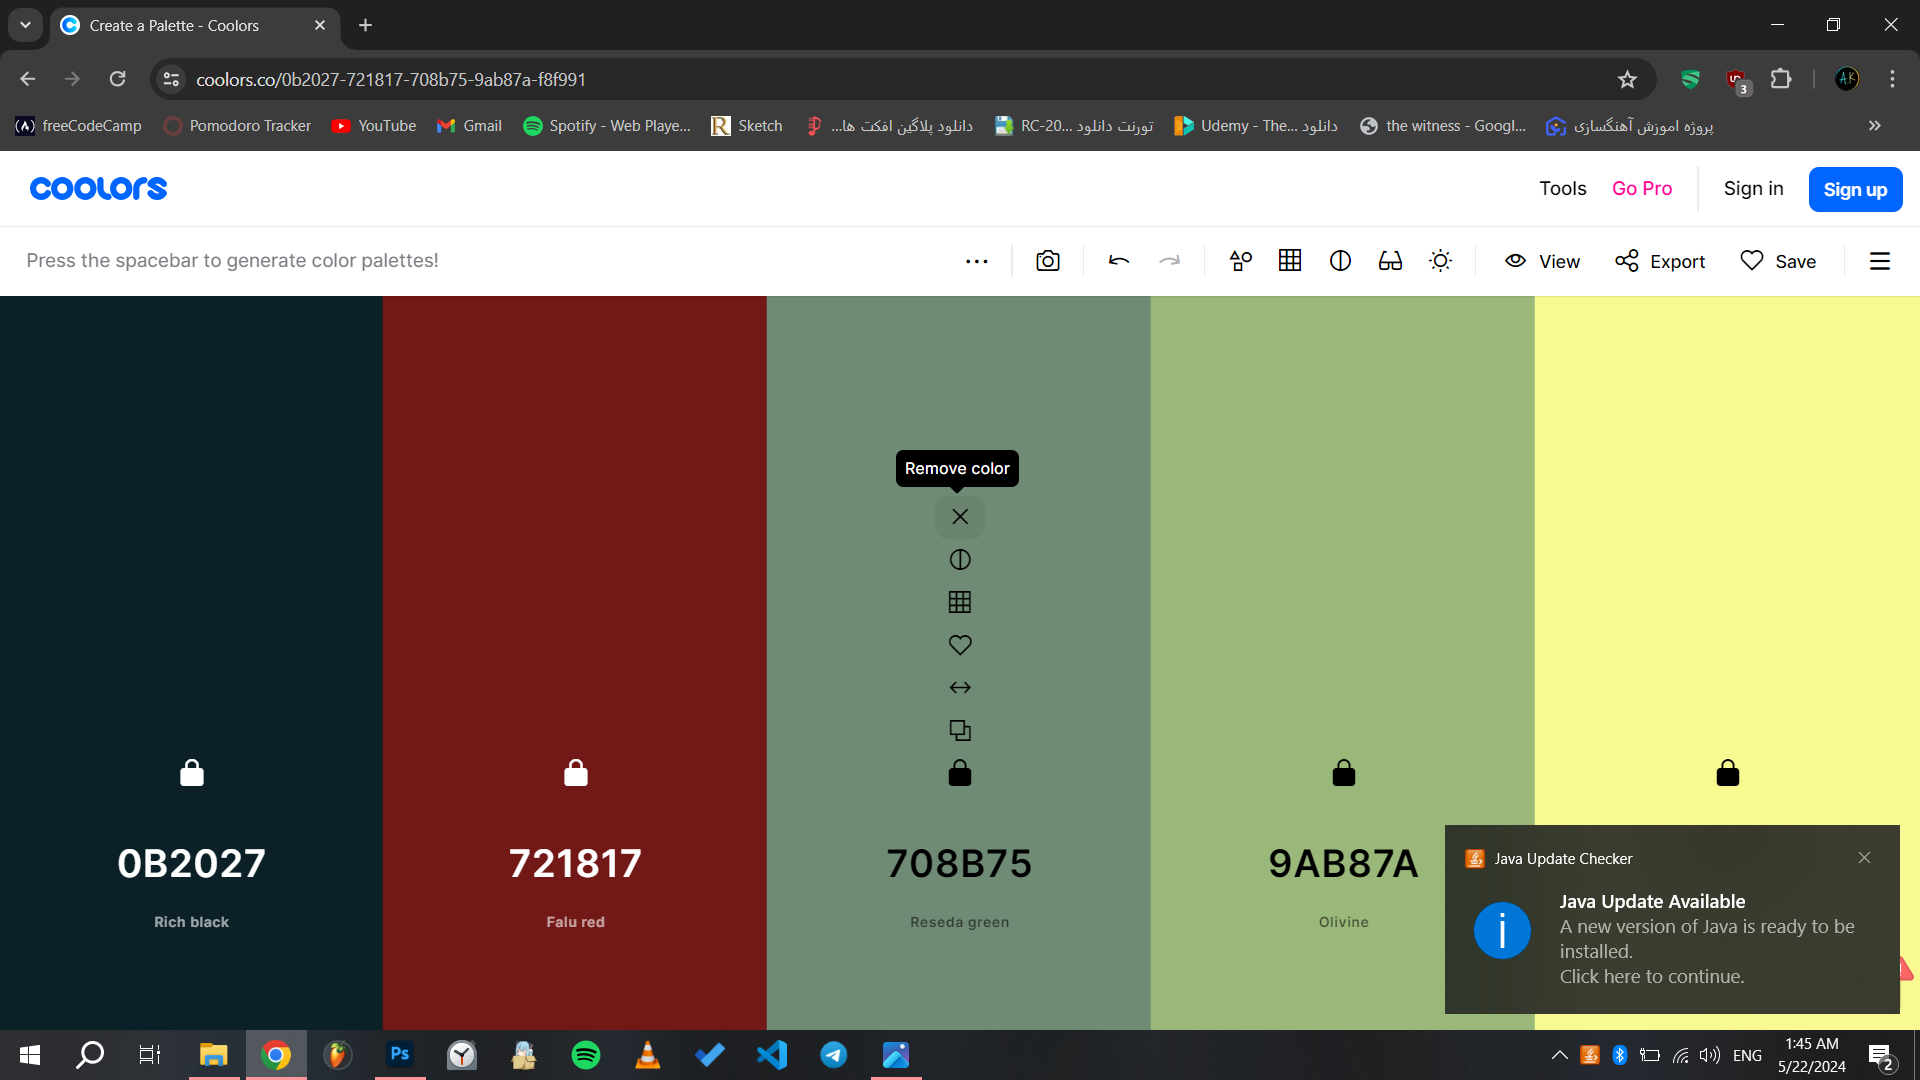 Create a Palette - Coolors
coolors.co/0b2027-721817-708b75-9ab87a-f8f991
3
A.K
freeCodeCamp
Pomodoro Tracker
YouTube
Gmail
Spotify - Web Playe...
Sketch
دانلود پلاگین افکت ها...
RC-20... تورنت دانلود
Udemy - The... دانلود
the witness - Googl...
پروژه اموزش آهنگسازی
coolors
Tools
Go Pro
Sign in
Sign up
Press the spacebar to generate color palettes!
View
Export
Save
Remove color
0B2027
721817
708B75
9AB87A
Rich black
Falu red
Reseda green
Olivine
Java Update Checker
Java Update Available
A new version of Java is ready to be
installed.
Click here to continue.
Ps
ENG
1:45 AM
5/22/2024
2